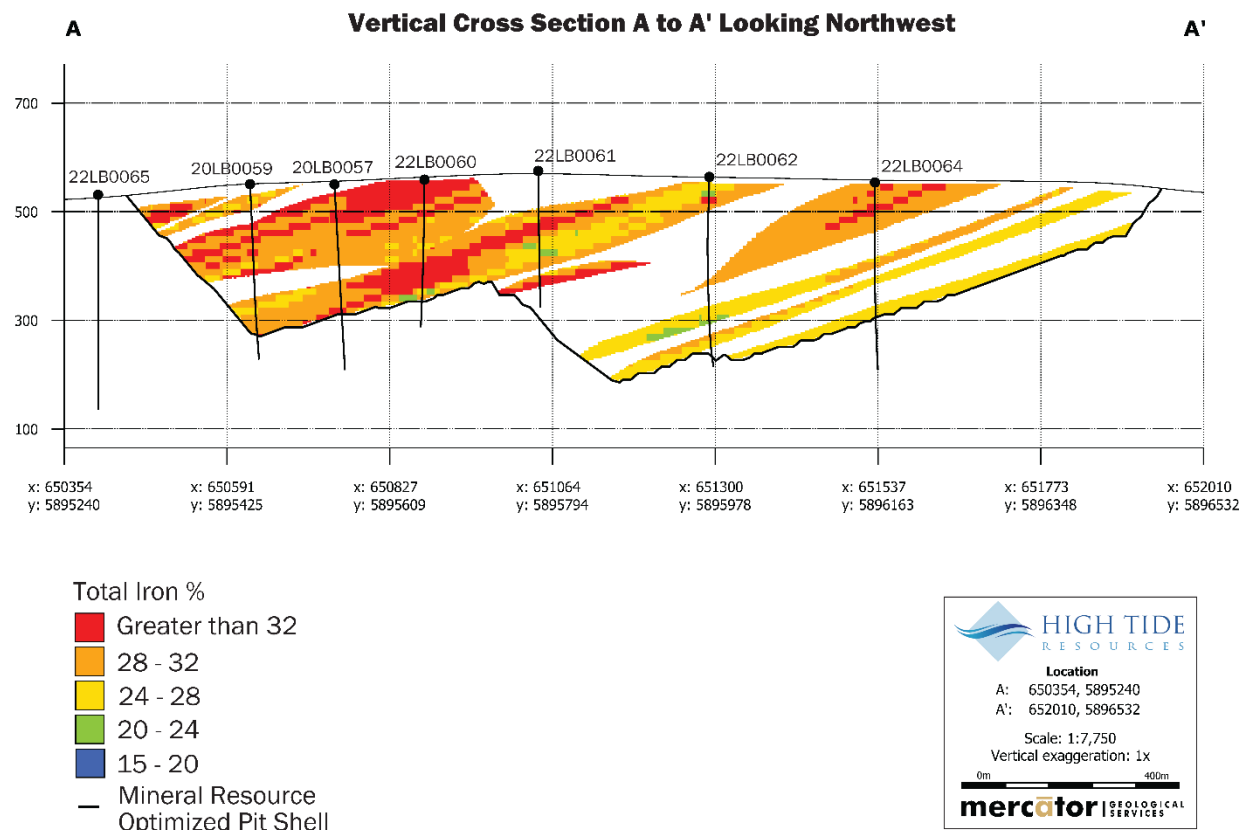 A Vertical Cross Section A to A' Looking Northwest A'
700
22LB0065 20LB0059 20LB0057 22LB0060 22LB0061 22LB0062 22LB0064
500
300
100
x: 650354 x: 650591 x: 650827 x: 651064 x: 651300 x: 651537 x: 651773 x: 652010
y: 5895240 y: 5895425 y: 5895609 y: 5895794 y: 5895978 y: 5896163 y: 5896348 y: 5896532
Total Iron %
Greater than 32
28 - 32
24 - 28
20 - 24
15 - 20
Mineral Resource
Optimized Pit Shell
HIGH TIDE
RESOURCES
Location
A: 650354, 5895240
A': 652010, 5896532
Scale: 1:7,750
Vertical exaggeration: 1x
0m 400m
mercator GEOLOGICAL
SERVICES